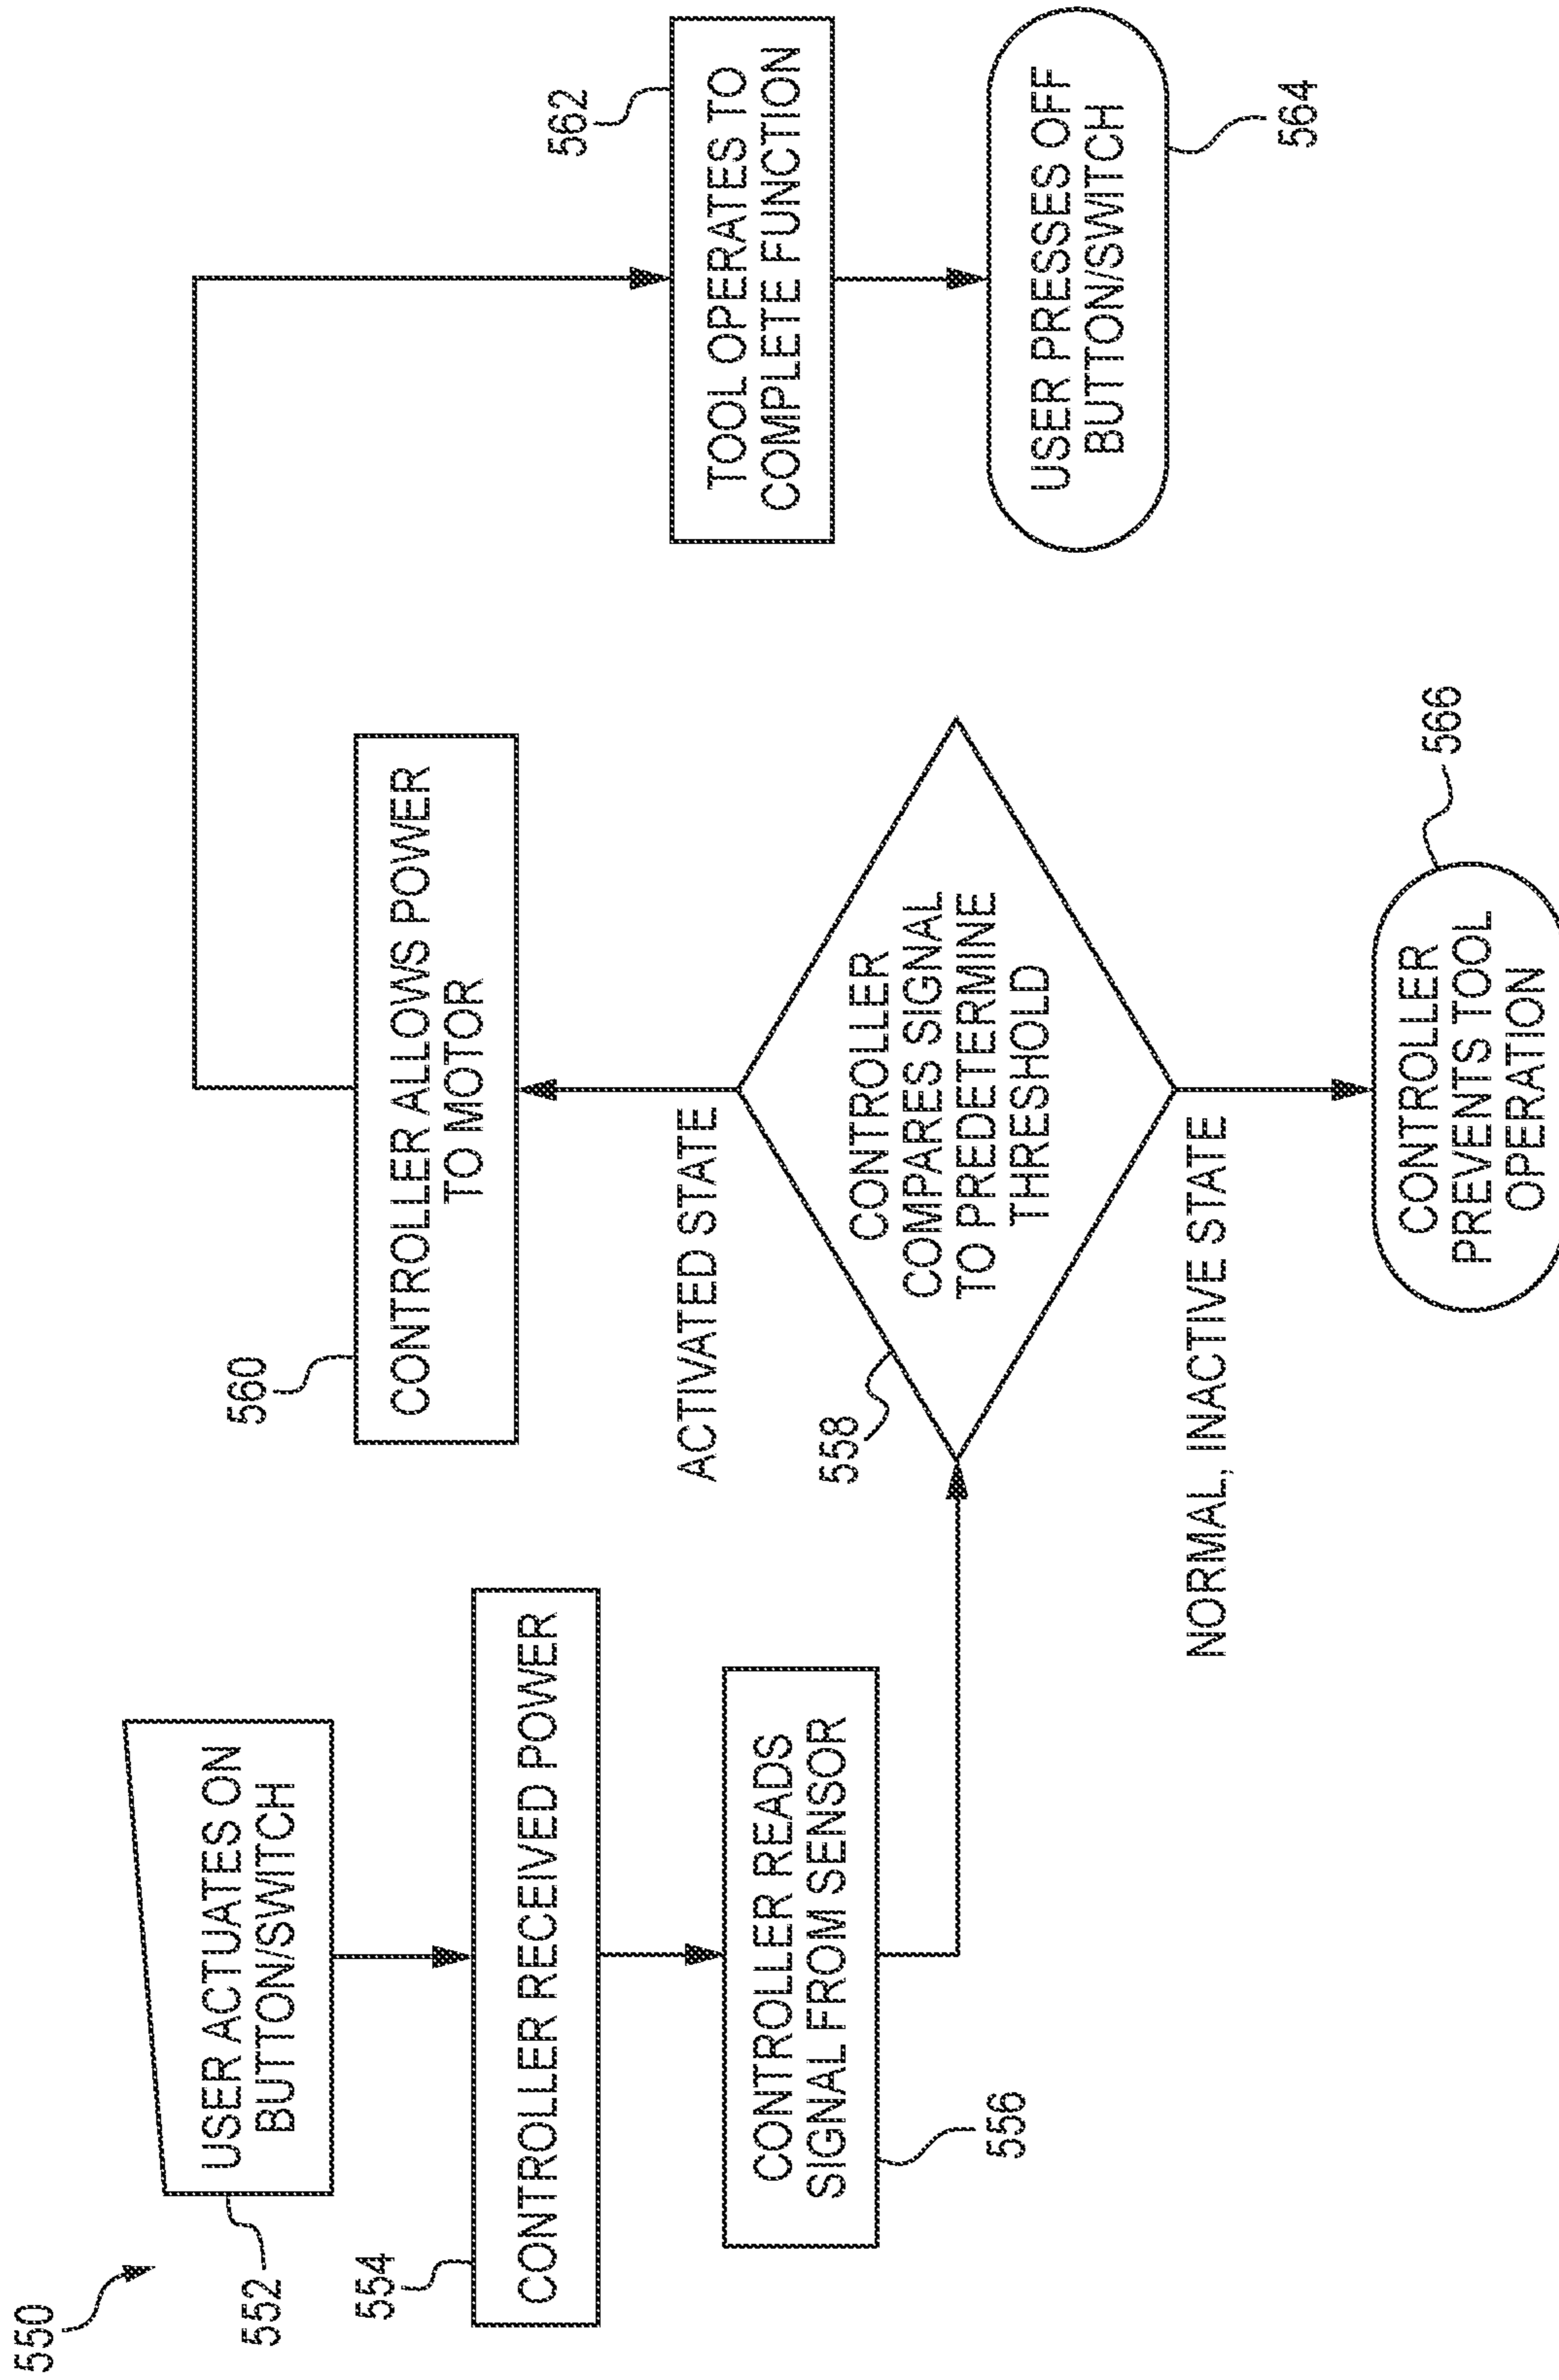 550
552
USER ACTUATES ON
BUTTON/SWITCH
554
CONTROLLER RECEIVED POWER
CONTROLLER READS
SIGNAL FROM SENSOR
556
558
CONTROLLER
COMPARES SIGNAL
TO PREDETERMINE
THRESHOLD
ACTIVATED STATE
560
CONTROLLER ALLOWS POWER
TO MOTOR
562
TOOL OPERATES TO
COMPLETE FUNCTION
USER PRESSES OFF
BUTTON/SWITCH
564
NORMAL, INACTIVE STATE
CONTROLLER
PREVENTS TOOL
OPERATION
566